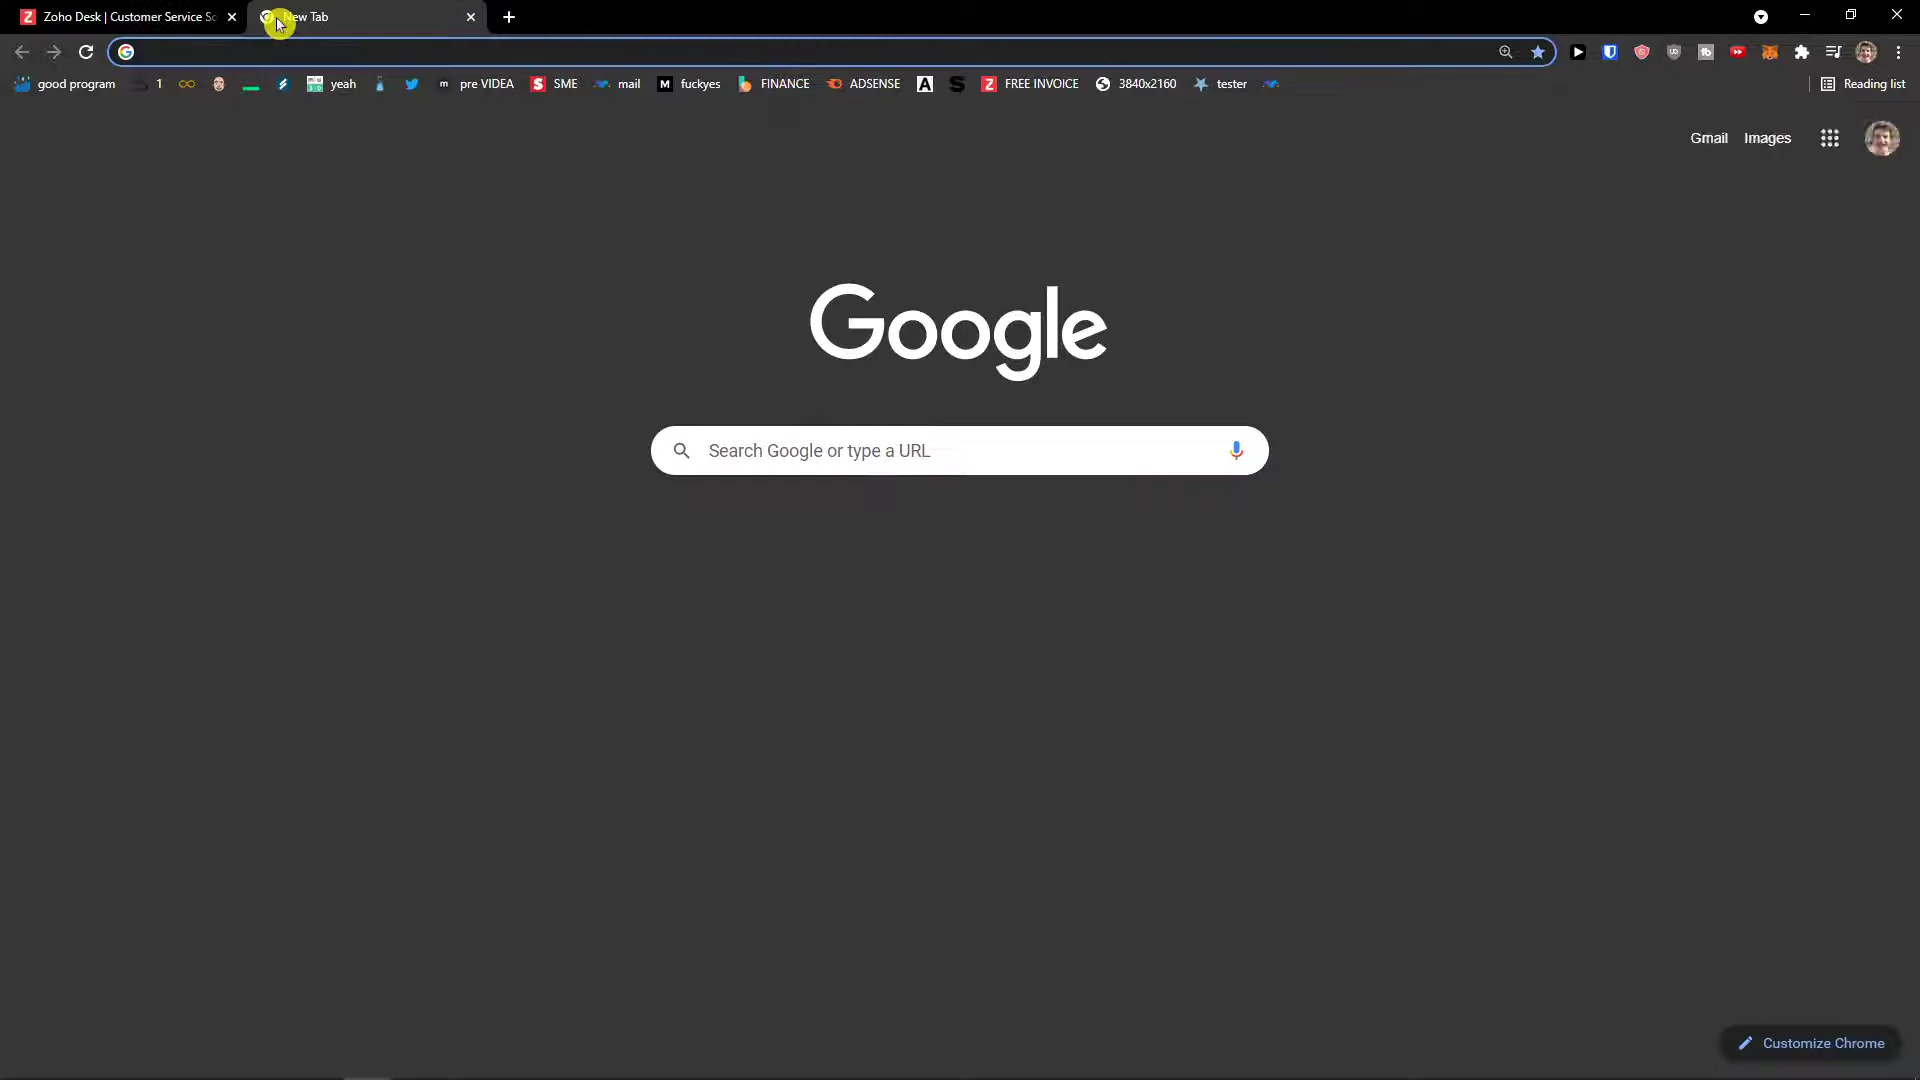 Zoho Desk | Customer Service So
New Tab
good program
1
yeah
pre VIDEA
SME
mail
fuckyes
FINANCE
ADSENSE
FREE INVOICE
3840x2160
tester
Reading list
Gmail
Images
Google
Search Google or type a URL
Customize Chrome